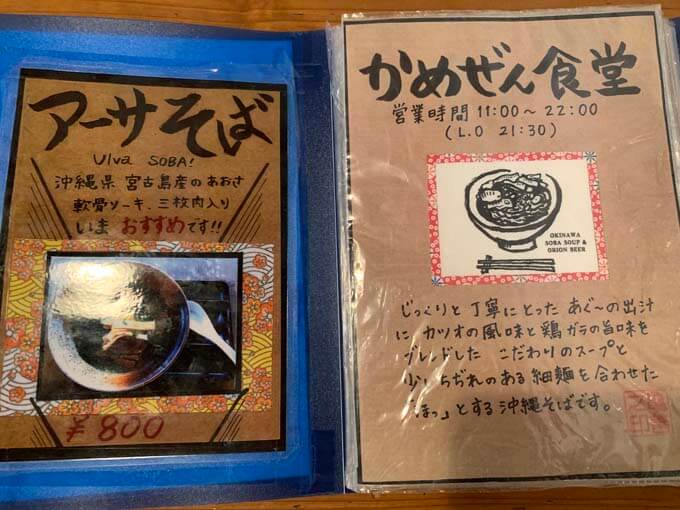 アーサそば
Ulva SOBA!
沖縄県 宮古島産のあおさ
軟骨ソーキ、三枚肉入り
いま おすすめです!!
¥800
かめぜん食堂
営業時間 11:00〜22:00
(L.O 21:30)
OKINAWA
SOBA SOUP &
ORION BEER
じっくりと丁寧にとった あぐ〜の出汁
に カツオの風味と鶏ガラの旨味を
ブレンドした こだわりのスープと
少しちぢれのある細麺を合わせた
「ほっ」とする沖縄そばです。